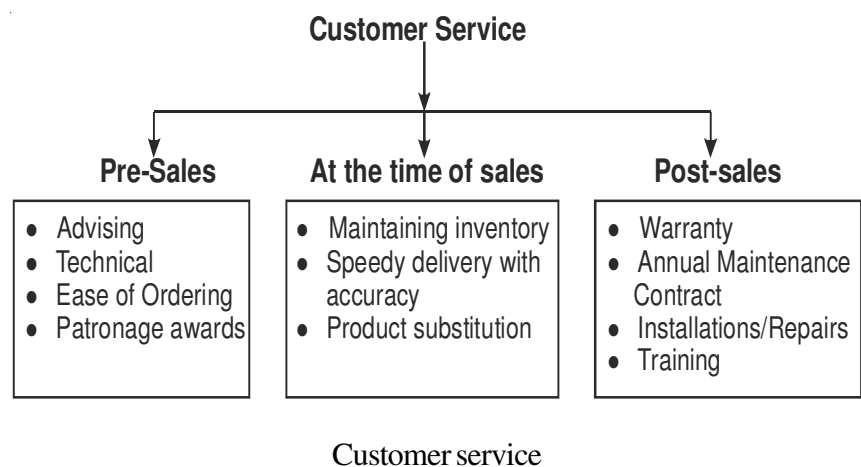 Customer Service
Pre-Sales
● Advising
● Technical
● Ease of Ordering
● Patronage awards
At the time of sales
● Maintaining inventory
● Speedy delivery with
accuracy
● Product substitution
Post-sales
● Warranty
● Annual Maintenance
Contract
● Installations/Repairs
● Training
Customer service